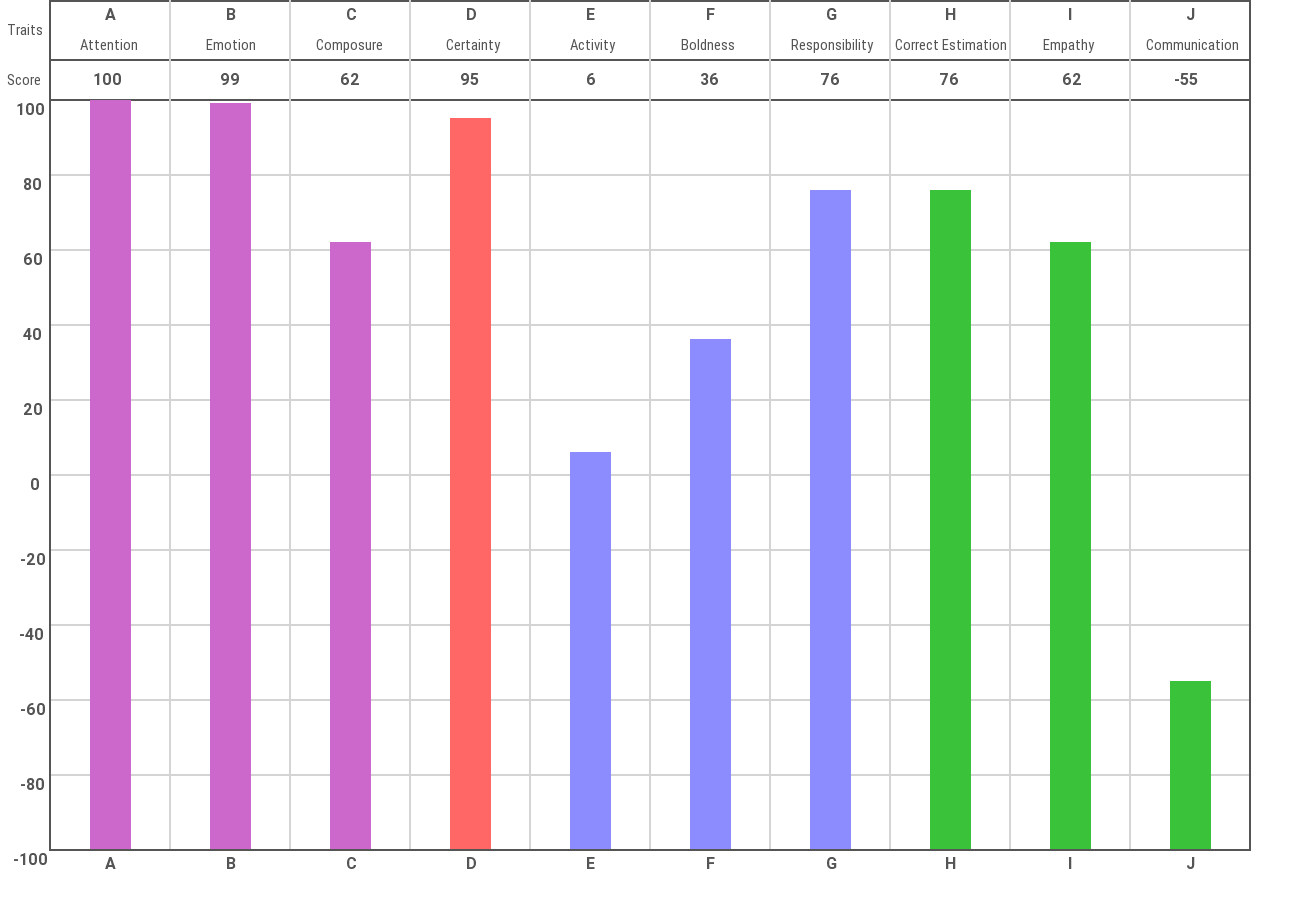 A B C D E F G H I J
Traits
Attention Emotion Composure Certainty Activity Boldness Responsibility Correct Estimation Empathy Communication
Score 100 99 62 95 6 36 76 76 62 -55
100
80
60
40
20
0
-20
-40
-60
-80
-100
A B C D E F G H I J